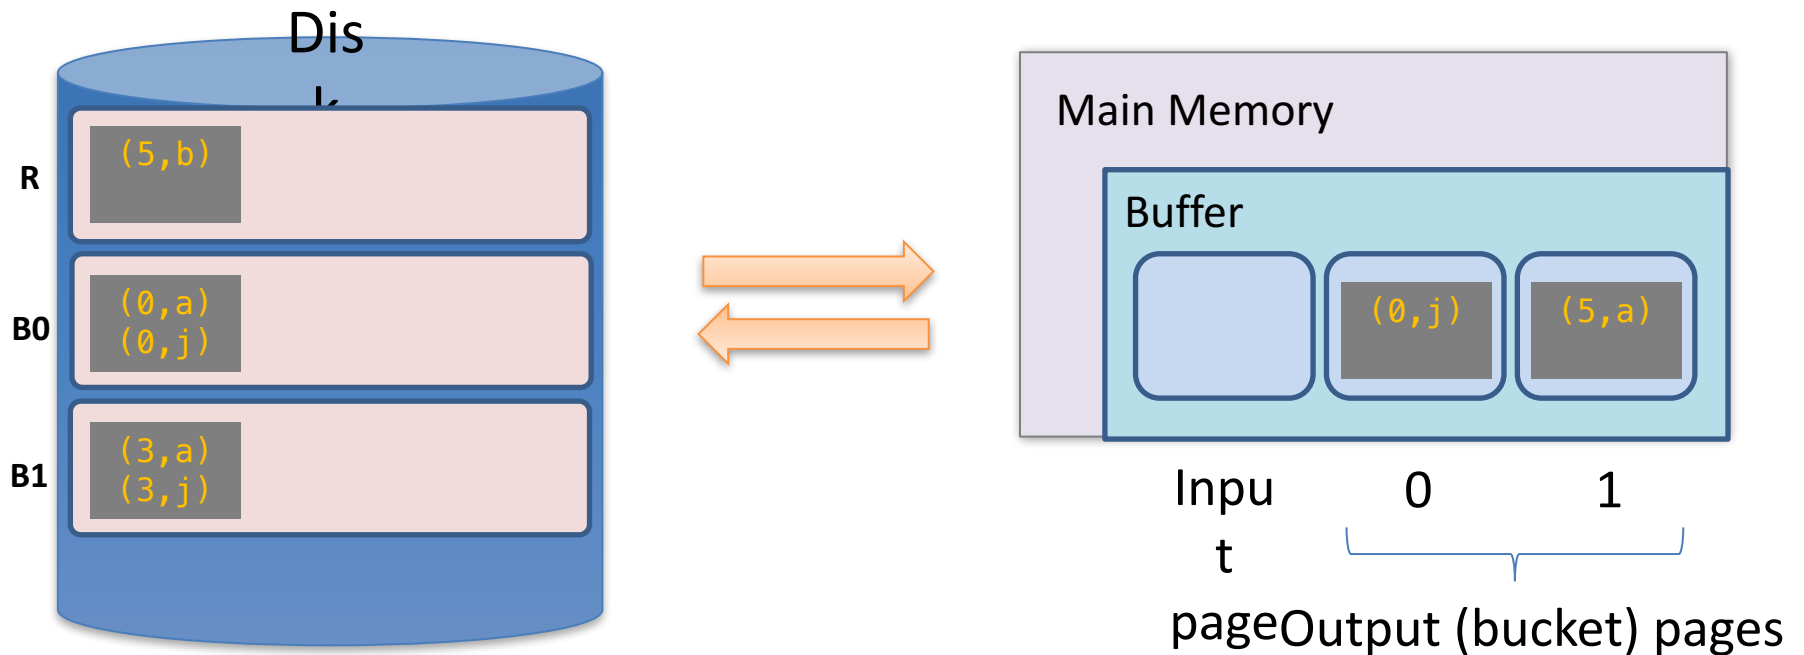 Dis
k
R
(5,b)
B0
(0,a)
(0,j)
B1
(3,a)
(3,j)
Main Memory
Buffer
(0,j)
(5,a)
Inpu
t
page
0
1
Output (bucket) pages